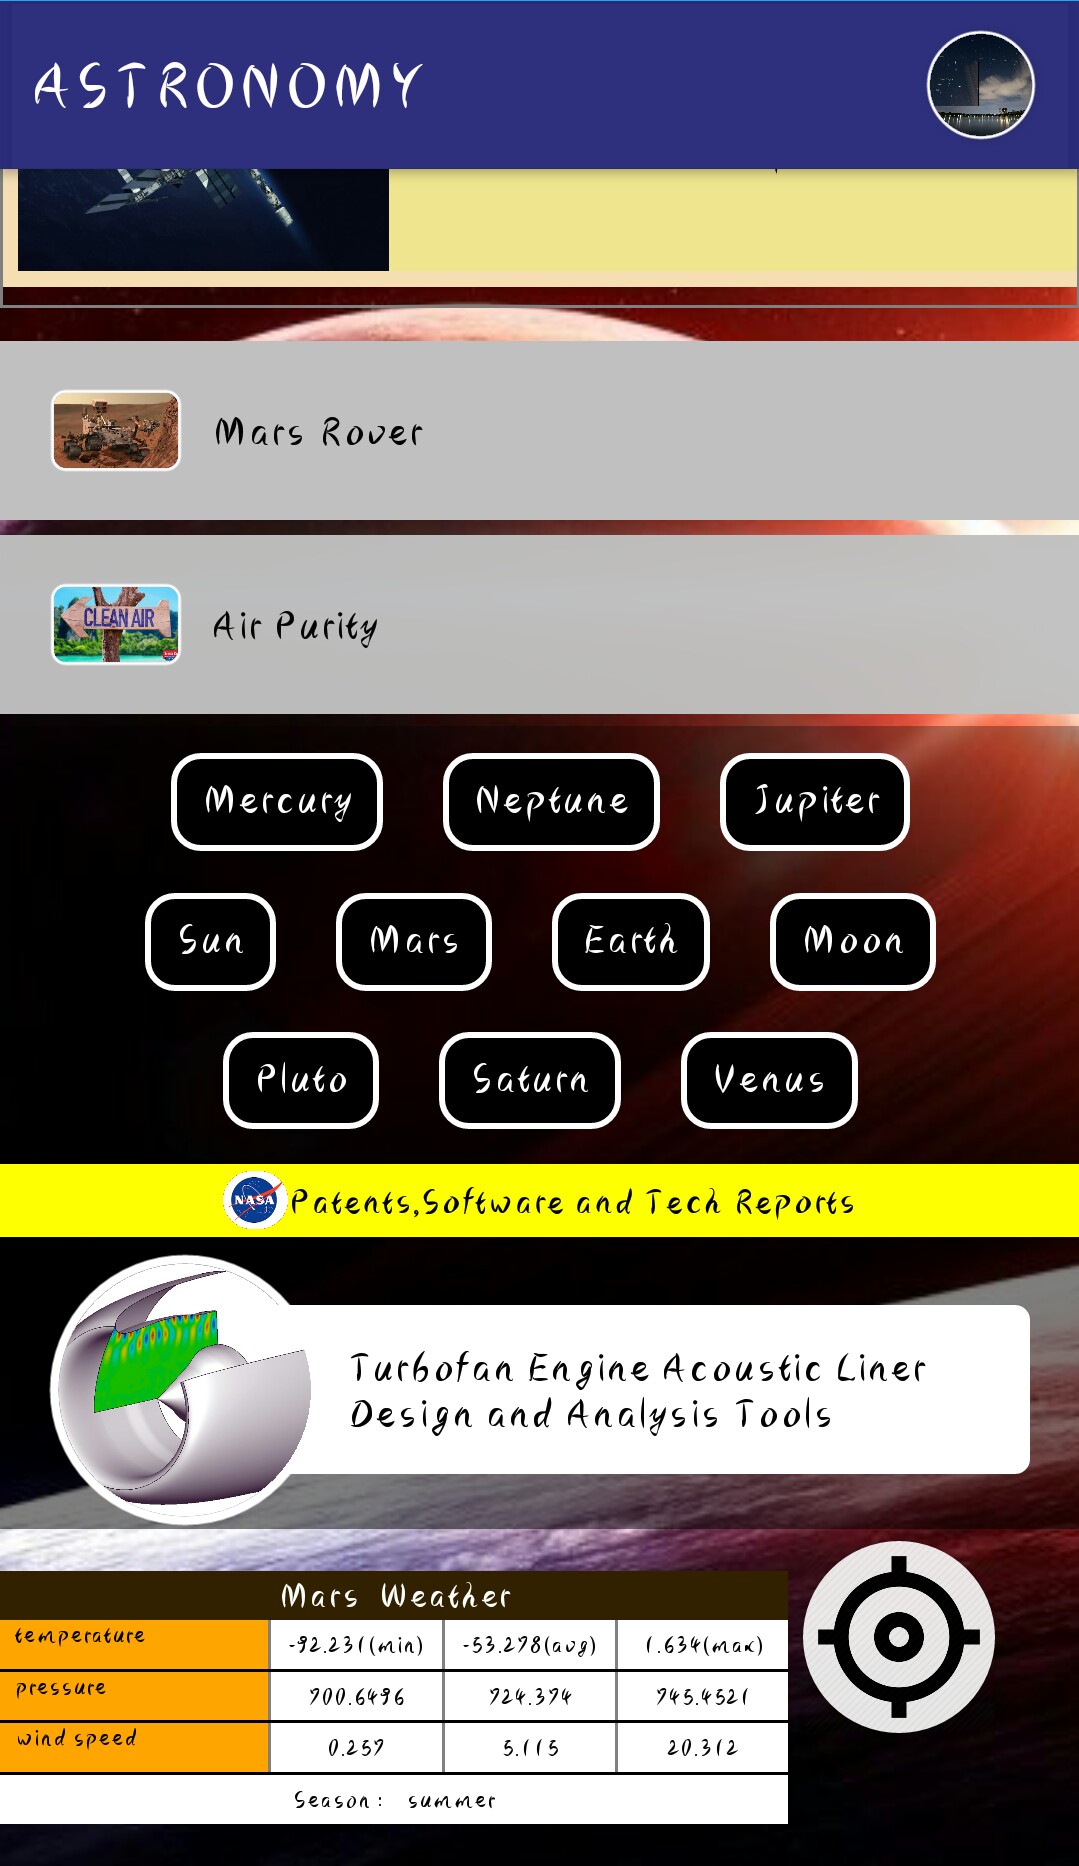 ASTRONOMY
Mars Rover
CLEAN AIR
Air Purity
Mercury
Neptune
Jupiter
Sun
Mars
Earth
Moon
Pluto
Saturn
Venus
NASA
Patents,Software and Tech Reports
Turbofan Engine Acoustic Liner
Design and Analysis Tools
Mars Weather
temperature -92.231(min) -53.278(avg) 1.634(max)
pressure 700.6496 724.374 745.4521
wind speed 0.257 5.115 20.312
Season: summer